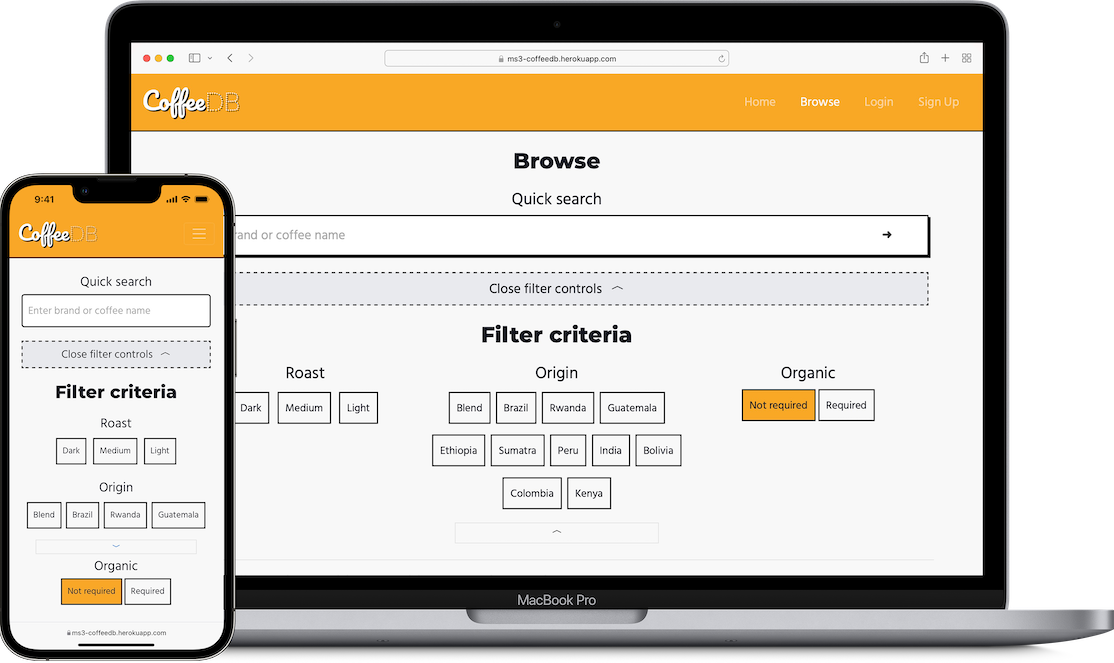 ms3-coffeedb.herokuapp.com
CoffeeDB
Home Browse Login Sign Up
Browse
Quick search
brand or coffee name
Close filter controls
Filter criteria
Roast
Dark Medium Light
Origin
Blend Brazil Rwanda Guatemala
Ethiopia Sumatra Peru India Bolivia
Colombia Kenya
Organic
Not required Required
MacBook Pro
9:41
CoffeeDB
Quick search
Enter brand or coffee name
Close filter controls
Filter criteria
Roast
Dark Medium Light
Origin
Blend Brazil Rwanda Guatemala
Organic
Not required Required
ms3-coffeedb.herokuapp.com